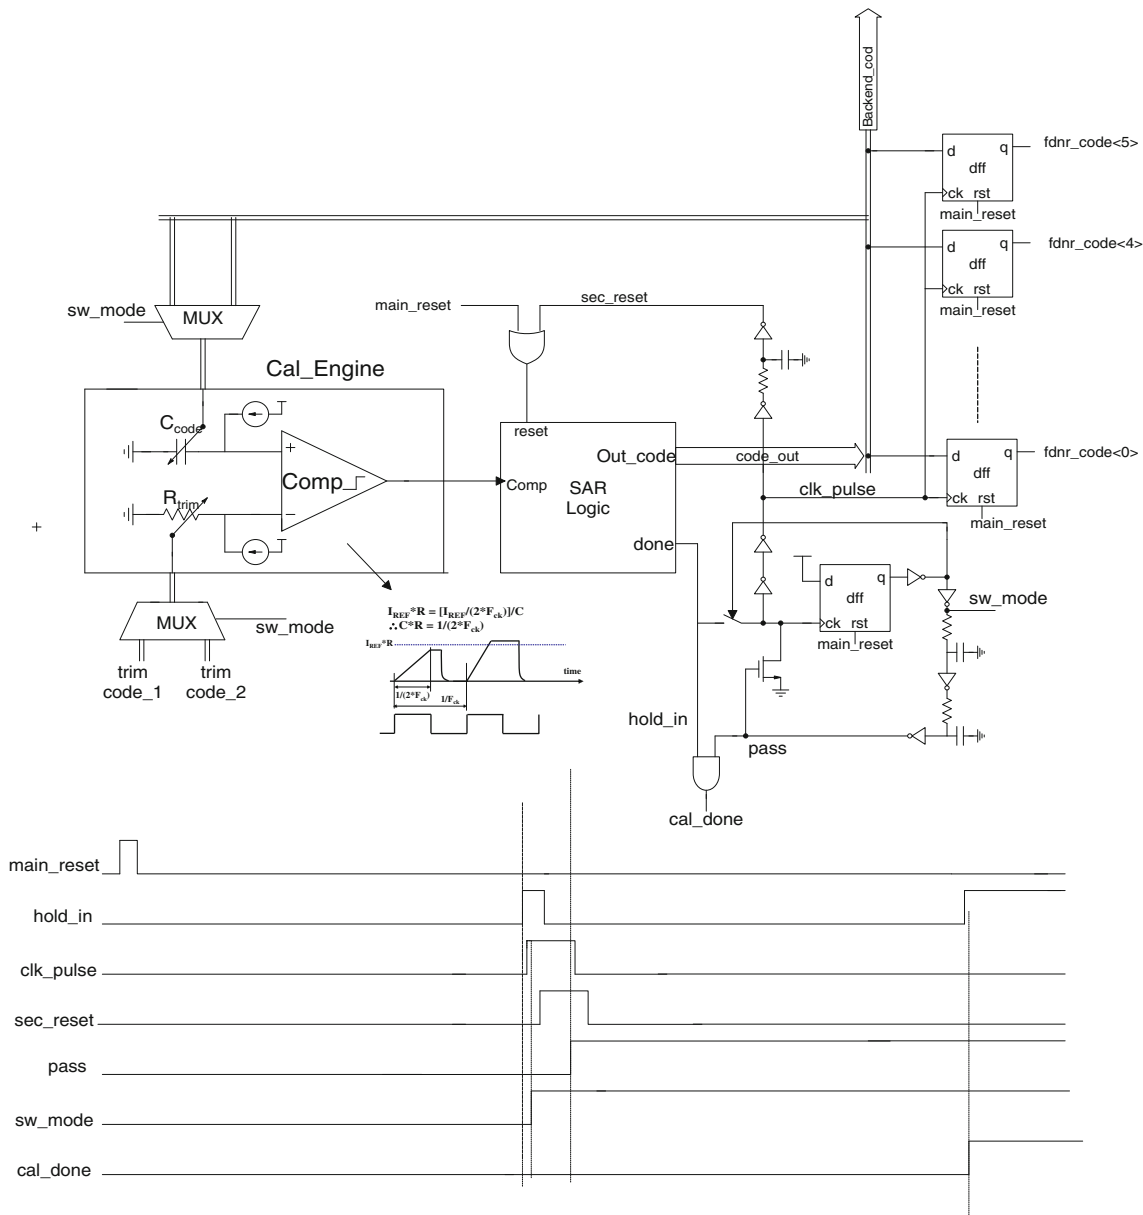 Backend_cod
d q
dff
ck rst
main_reset
fdnr_code<5>
d q
dff
ck rst
main_reset
fdnr_code<4>
sw_mode
MUX
main_reset
sec_reset
Cal_Engine
C_code
+
Comp
R_trim
−
reset
Comp
SAR
Logic
Out_code
done
code_out
clk_pulse
d q
dff
ck rst
main_reset
fdnr_code<0>
+
MUX
sw_mode
trim
code_1
trim
code_2
I_REF*R = [I_REF/(2*F_ck)]/C
∴C*R = 1/(2*F_ck)
I_REF*R
time
1/(2*F_ck)
1/F_ck
d q
dff
ck rst
main_reset
sw_mode
hold_in
pass
cal_done
main_reset
hold_in
clk_pulse
sec_reset
pass
sw_mode
cal_done